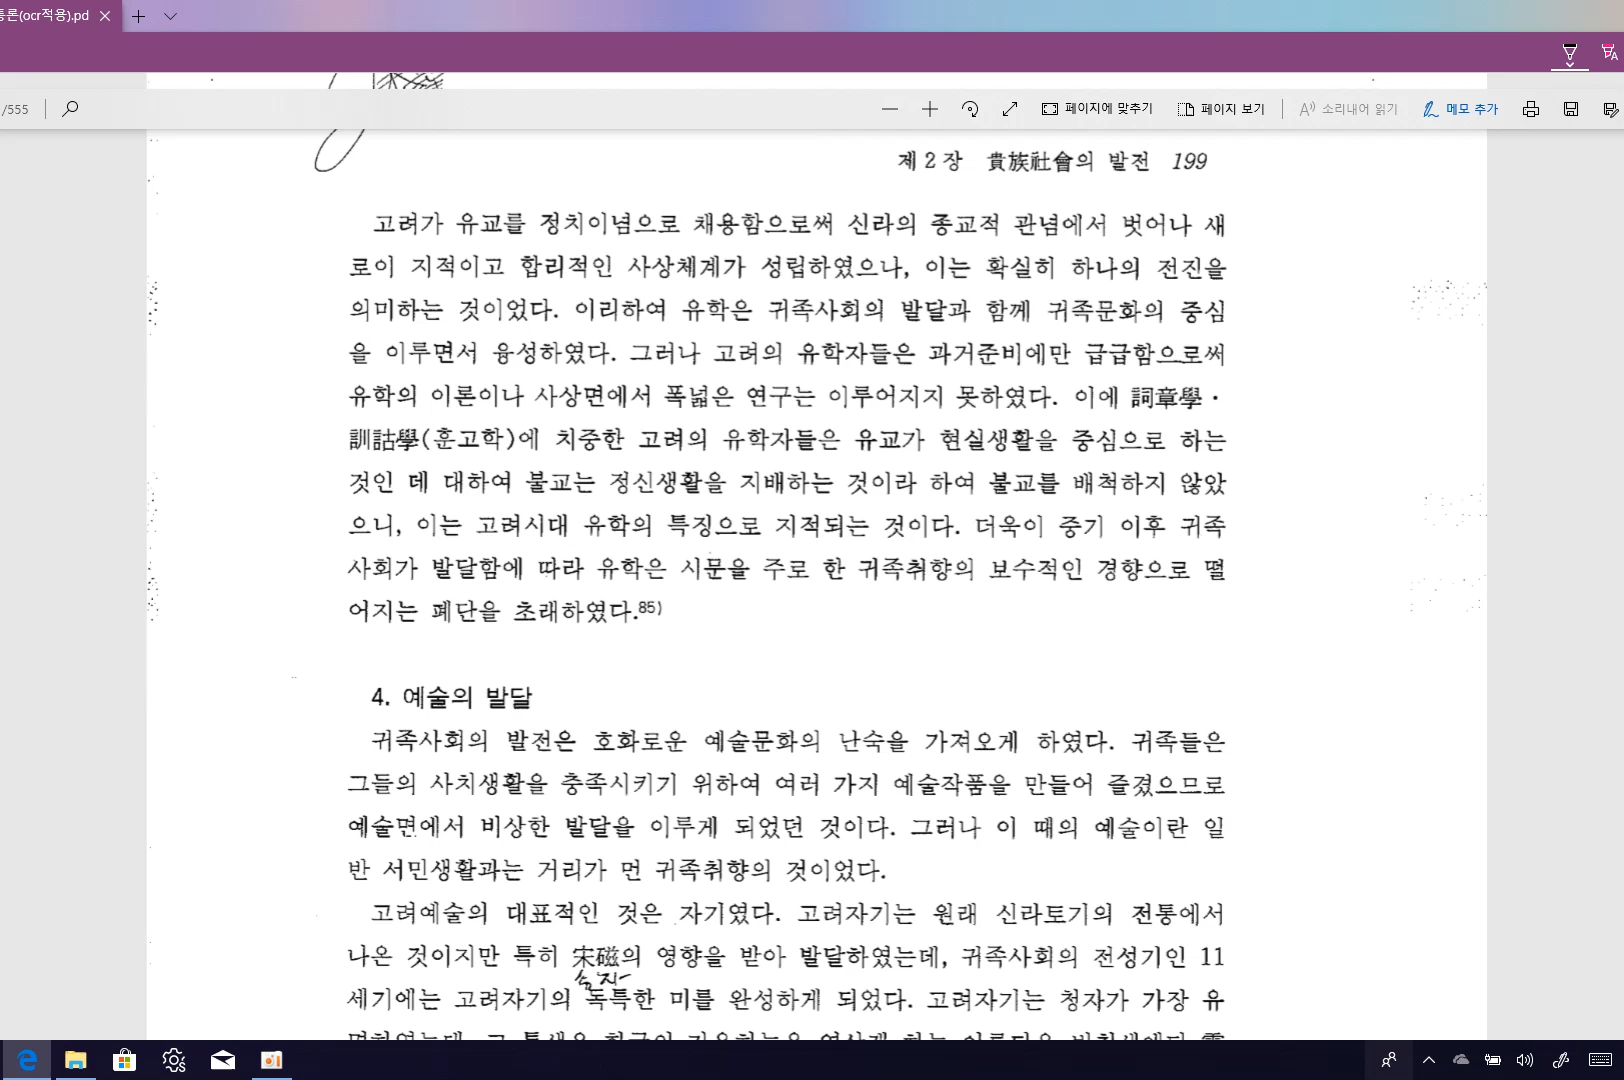 통론(ocr적용).pd
/555
페이지에 맞추기 페이지 보기 소리내어 읽기 메모 추가
제 2 장 貴族社會의 발전 199
고려가 유교를 정치이념으로 채용함으로써 신라의 종교적 관념에서 벗어나 새
로이 지적이고 합리적인 사상체계가 성립하였으나, 이는 확실히 하나의 전진을
의미하는 것이었다. 이리하여 유학은 귀족사회의 발달과 함께 귀족문화의 중심
을 이루면서 융성하였다. 그러나 고려의 유학자들은 과거준비에만 급급함으로써
유학의 이론이나 사상면에서 폭넓은 연구는 이루어지지 못하였다. 이에 詞章學·
訓詁學(훈고학)에 치중한 고려의 유학자들은 유교가 현실생활을 중심으로 하는
것인 데 대하여 불교는 정신생활을 지배하는 것이라 하여 불교를 배척하지 않았
으니, 이는 고려시대 유학의 특징으로 지적되는 것이다. 더욱이 중기 이후 귀족
사회가 발달함에 따라 유학은 시문을 주로 한 귀족취향의 보수적인 경향으로 떨
어지는 폐단을 초래하였다.85)
4. 예술의 발달
귀족사회의 발전은 호화로운 예술문화의 난숙을 가져오게 하였다. 귀족들은
그들의 사치생활을 충족시키기 위하여 여러 가지 예술작품을 만들어 즐겼으므로
예술면에서 비상한 발달을 이루게 되었던 것이다. 그러나 이 때의 예술이란 일
반 서민생활과는 거리가 먼 귀족취향의 것이었다.
고려예술의 대표적인 것은 자기였다. 고려자기는 원래 신라토기의 전통에서
나온 것이지만 특히 宋磁의 영향을 받아 발달하였는데, 귀족사회의 전성기인 11
송자
세기에는 고려자기의 독특한 미를 완성하게 되었다. 고려자기는 청자가 가장 유